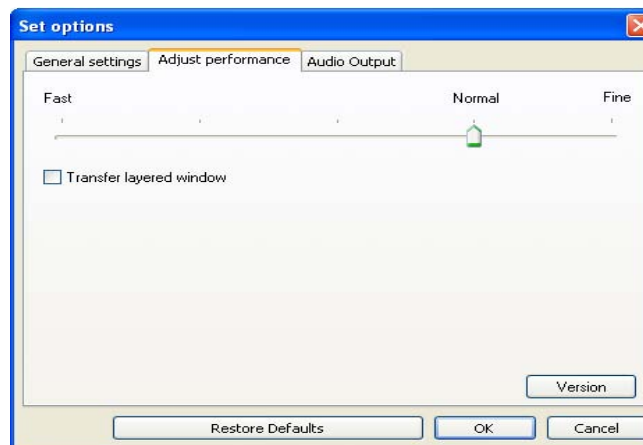 Set options
General settings Adjust performance Audio Output
Fast Normal Fine
Transfer layered window
Version
Restore Defaults OK Cancel